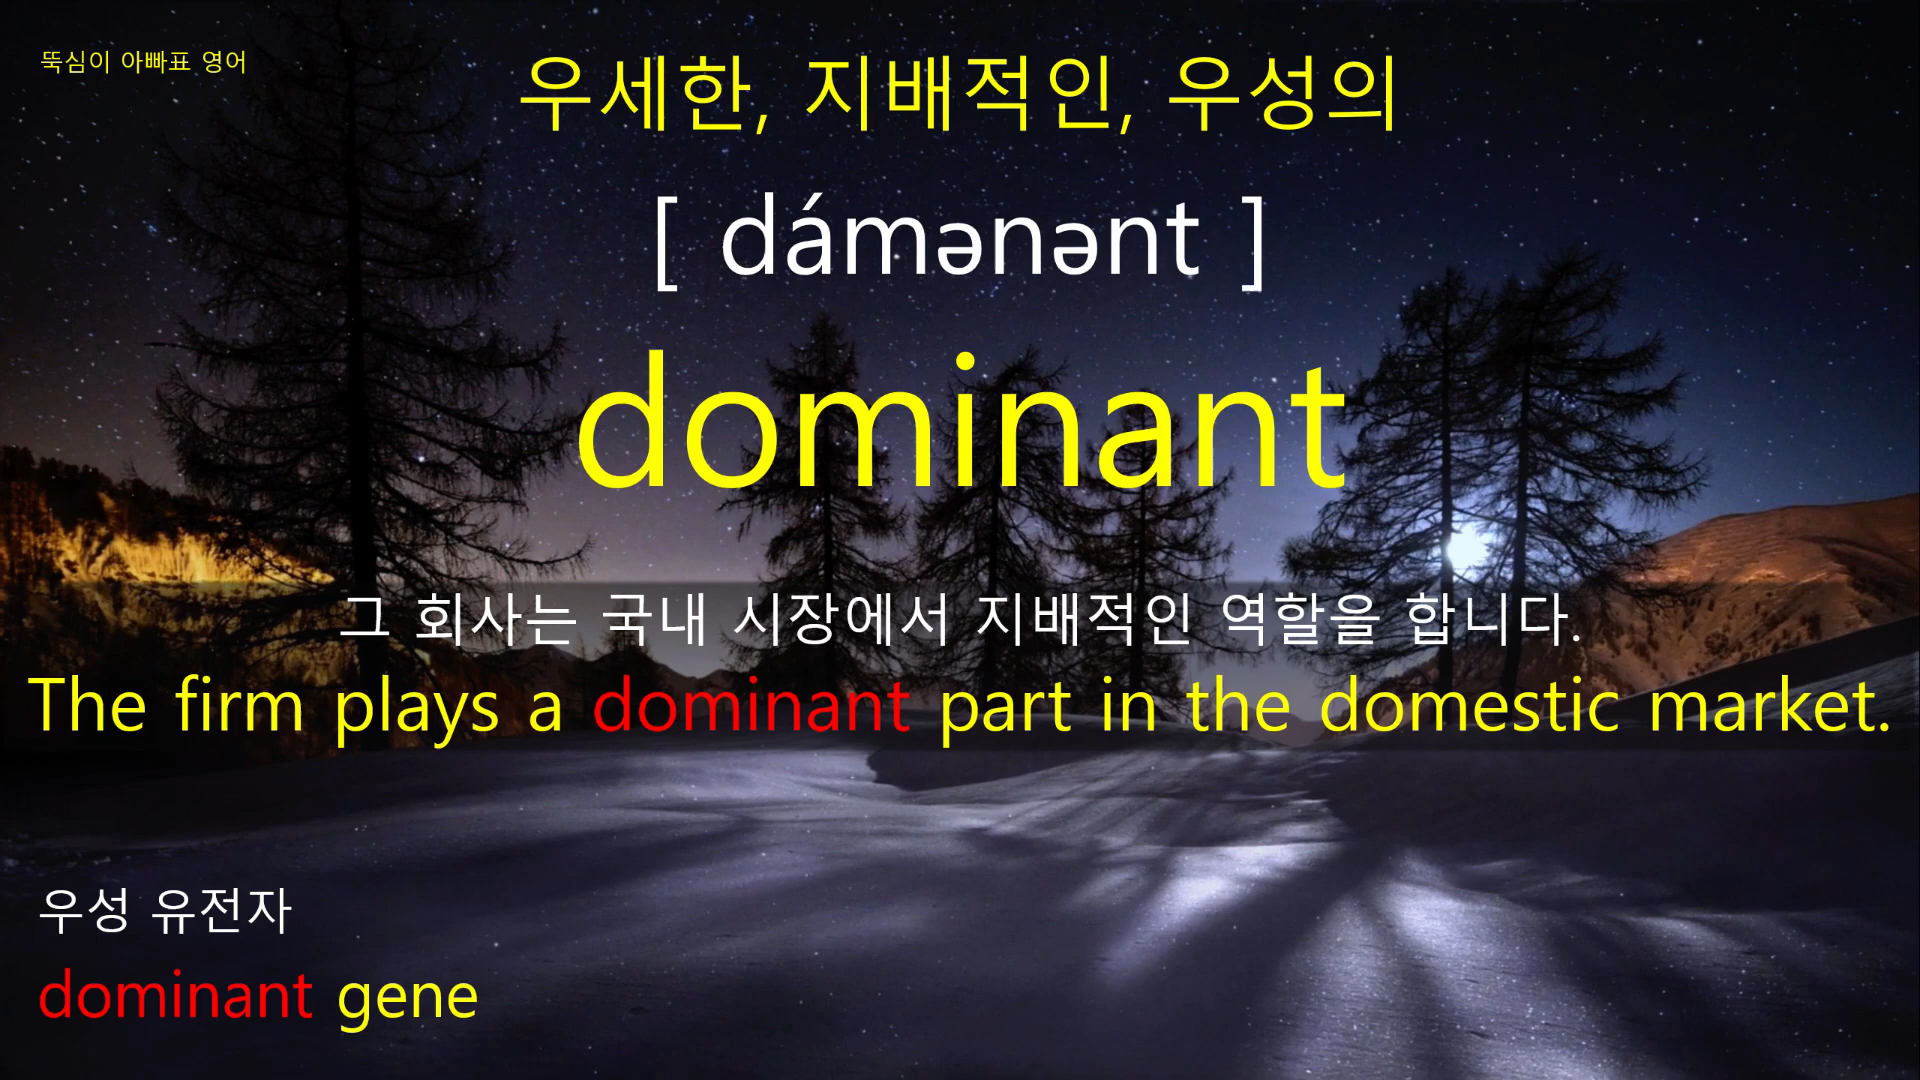 뚝심이 아빠표 영어
우세한, 지배적인, 우성의
[ dámənənt ]
dominant
그 회사는 국내 시장에서 지배적인 역할을 합니다.
The firm plays a dominant part in the domestic market.
우성 유전자
dominant gene